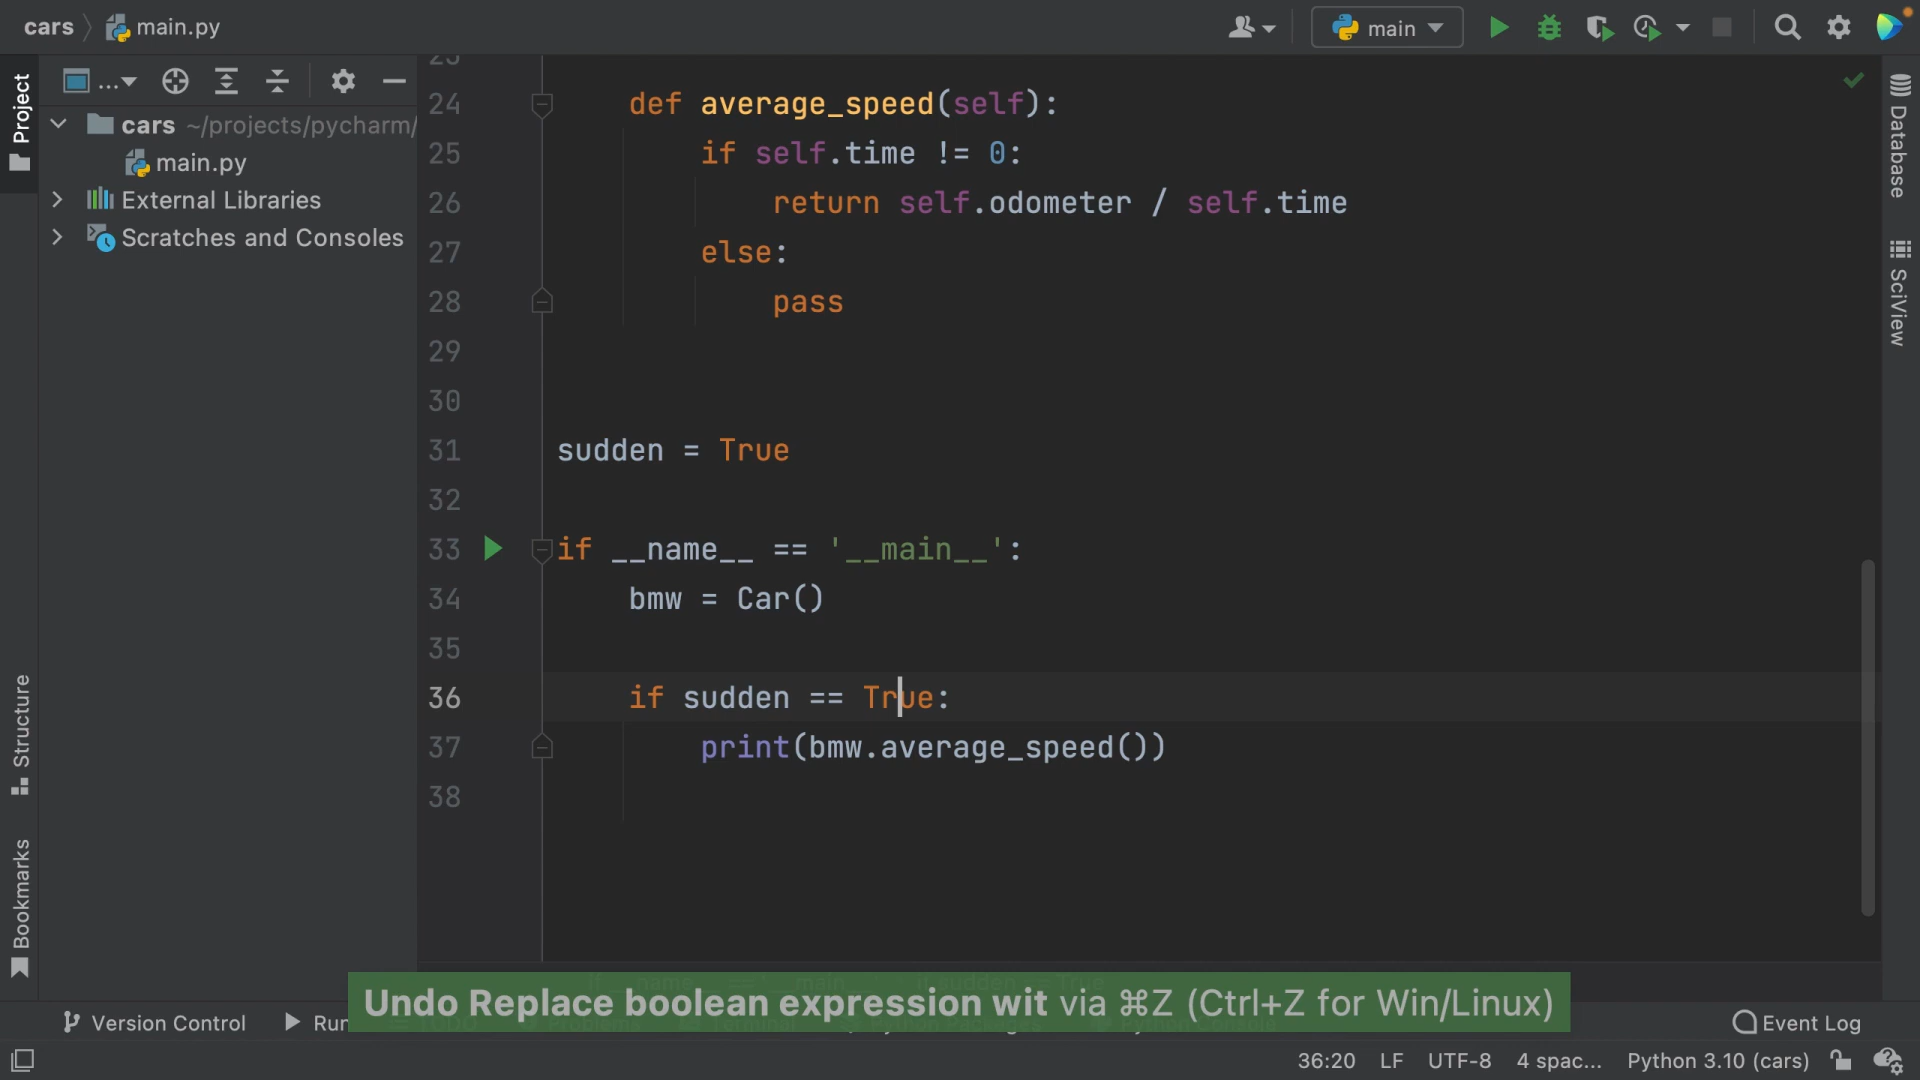 cars
main.py
main
Project
...
cars ~/projects/pycharm/
main.py
External Libraries
Scratches and Consoles
Structure
Bookmarks
24 def average_speed(self):
25 if self.time != 0:
26 return self.odometer / self.time
27 else:
28 pass
29
30
31 sudden = True
32
33 if __name__ == '__main__':
34 bmw = Car()
35
36 if sudden == True:
37 print(bmw.average_speed())
38
Database
SciView
Undo Replace boolean expression wit via ⌘Z (Ctrl+Z for Win/Linux)
Version Control
Run
Event Log
36:20 LF UTF-8 4 spac... Python 3.10 (cars)